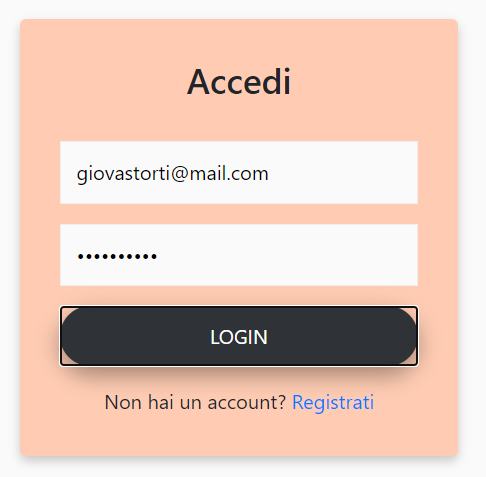 Accedi
giovastorti@mail.com
••••••••••
LOGIN
Non hai un account? Registrati